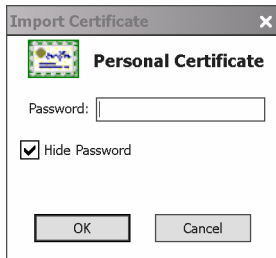 Import Certificate
Personal Certificate
Password:
Hide Password
OK
Cancel